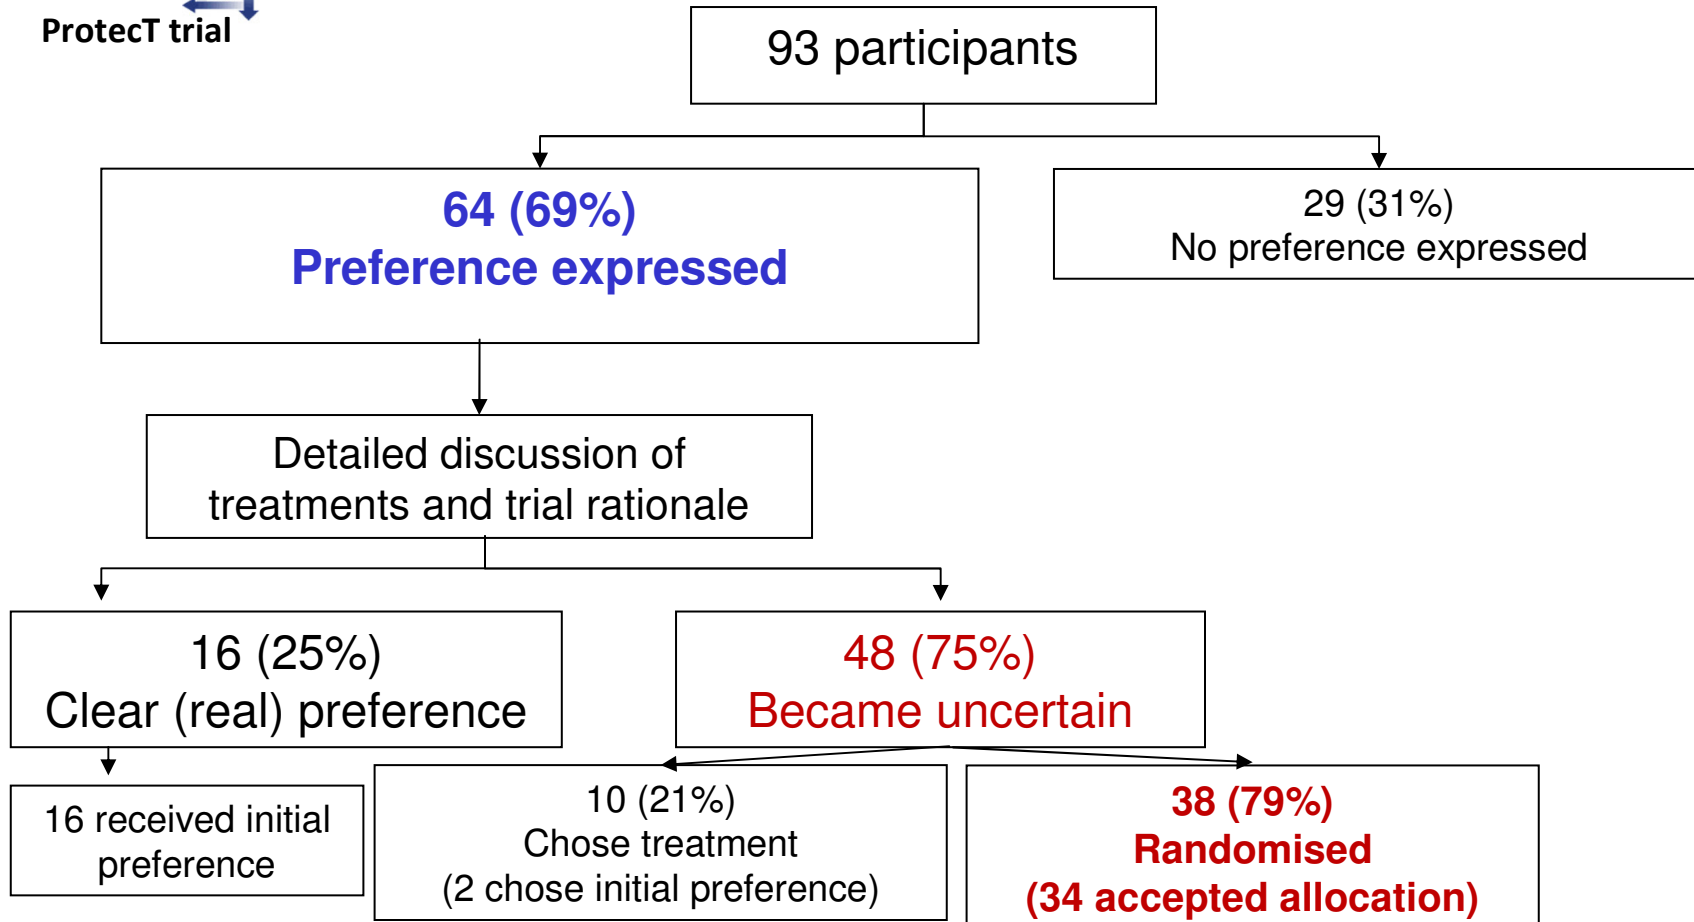 ProtecT trial
93 participants
64 (69%)
Preference expressed
29 (31%)
No preference expressed
Detailed discussion of
treatments and trial rationale
16 (25%)
Clear (real) preference
48 (75%)
Became uncertain
16 received initial
preference
10 (21%)
Chose treatment
(2 chose initial preference)
38 (79%)
Randomised
(34 accepted allocation)